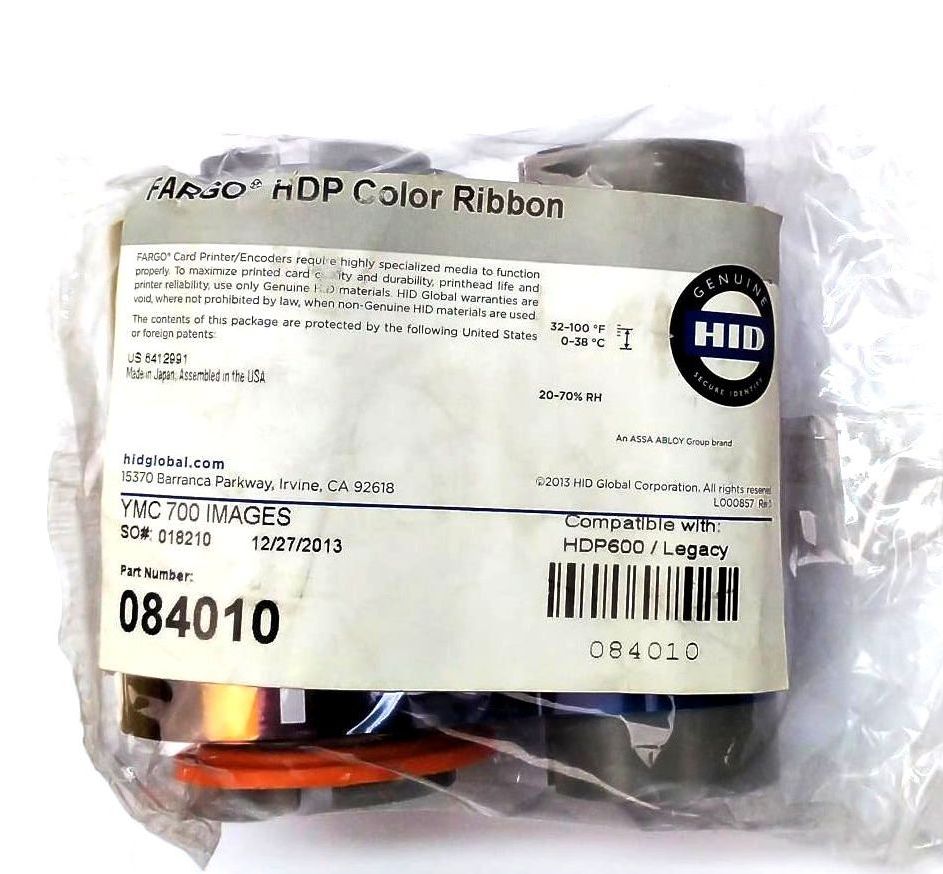 FARGO® HDP Color Ribbon
FARGO® Card Printer/Encoders require highly specialized media to function
properly. To maximize printed card and durability, printhead life and
printer reliability, use only Genuine materials. HID Global warranties are
void, where not prohibited by law, when non-Genuine HID materials are used.
The contents of this package are protected by the following United States
or foreign patents:
US 6412991
Made in Japan, Assembled in the USA
32-100 °F
0-38 °C
20-70% RH
GENUINE
HID
SECURE IDENTITY
An ASSA ABLOY Group brand
hidglobal.com
15370 Barranca Parkway, Irvine, CA 92618
©2013 HID Global Corporation. All rights reserved
L000857
YMC 700 IMAGES
SO#: 018210 12/27/2013
Part Number:
084010
Compatible with:
HDP600 / Legacy
084010